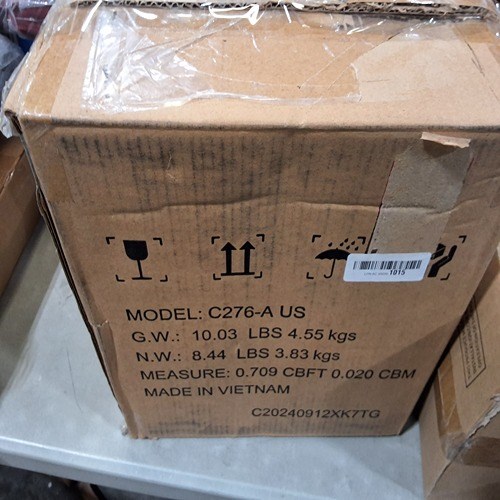 1015
MODEL: C276-A US
G.W.: 10.03 LBS 4.55 kgs
N.W.: 8.44 LBS 3.83 kgs
MEASURE: 0.709 CBFT 0.020 CBM
MADE IN VIETNAM
C20240912XK7TG